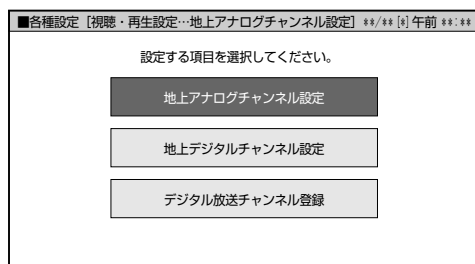 ■各種設定［視聴・再生設定…地上アナログチャンネル設定］ **/**[*]午前 **:**
設定する項目を選択してください。
地上アナログチャンネル設定
地上デジタルチャンネル設定
デジタル放送チャンネル登録